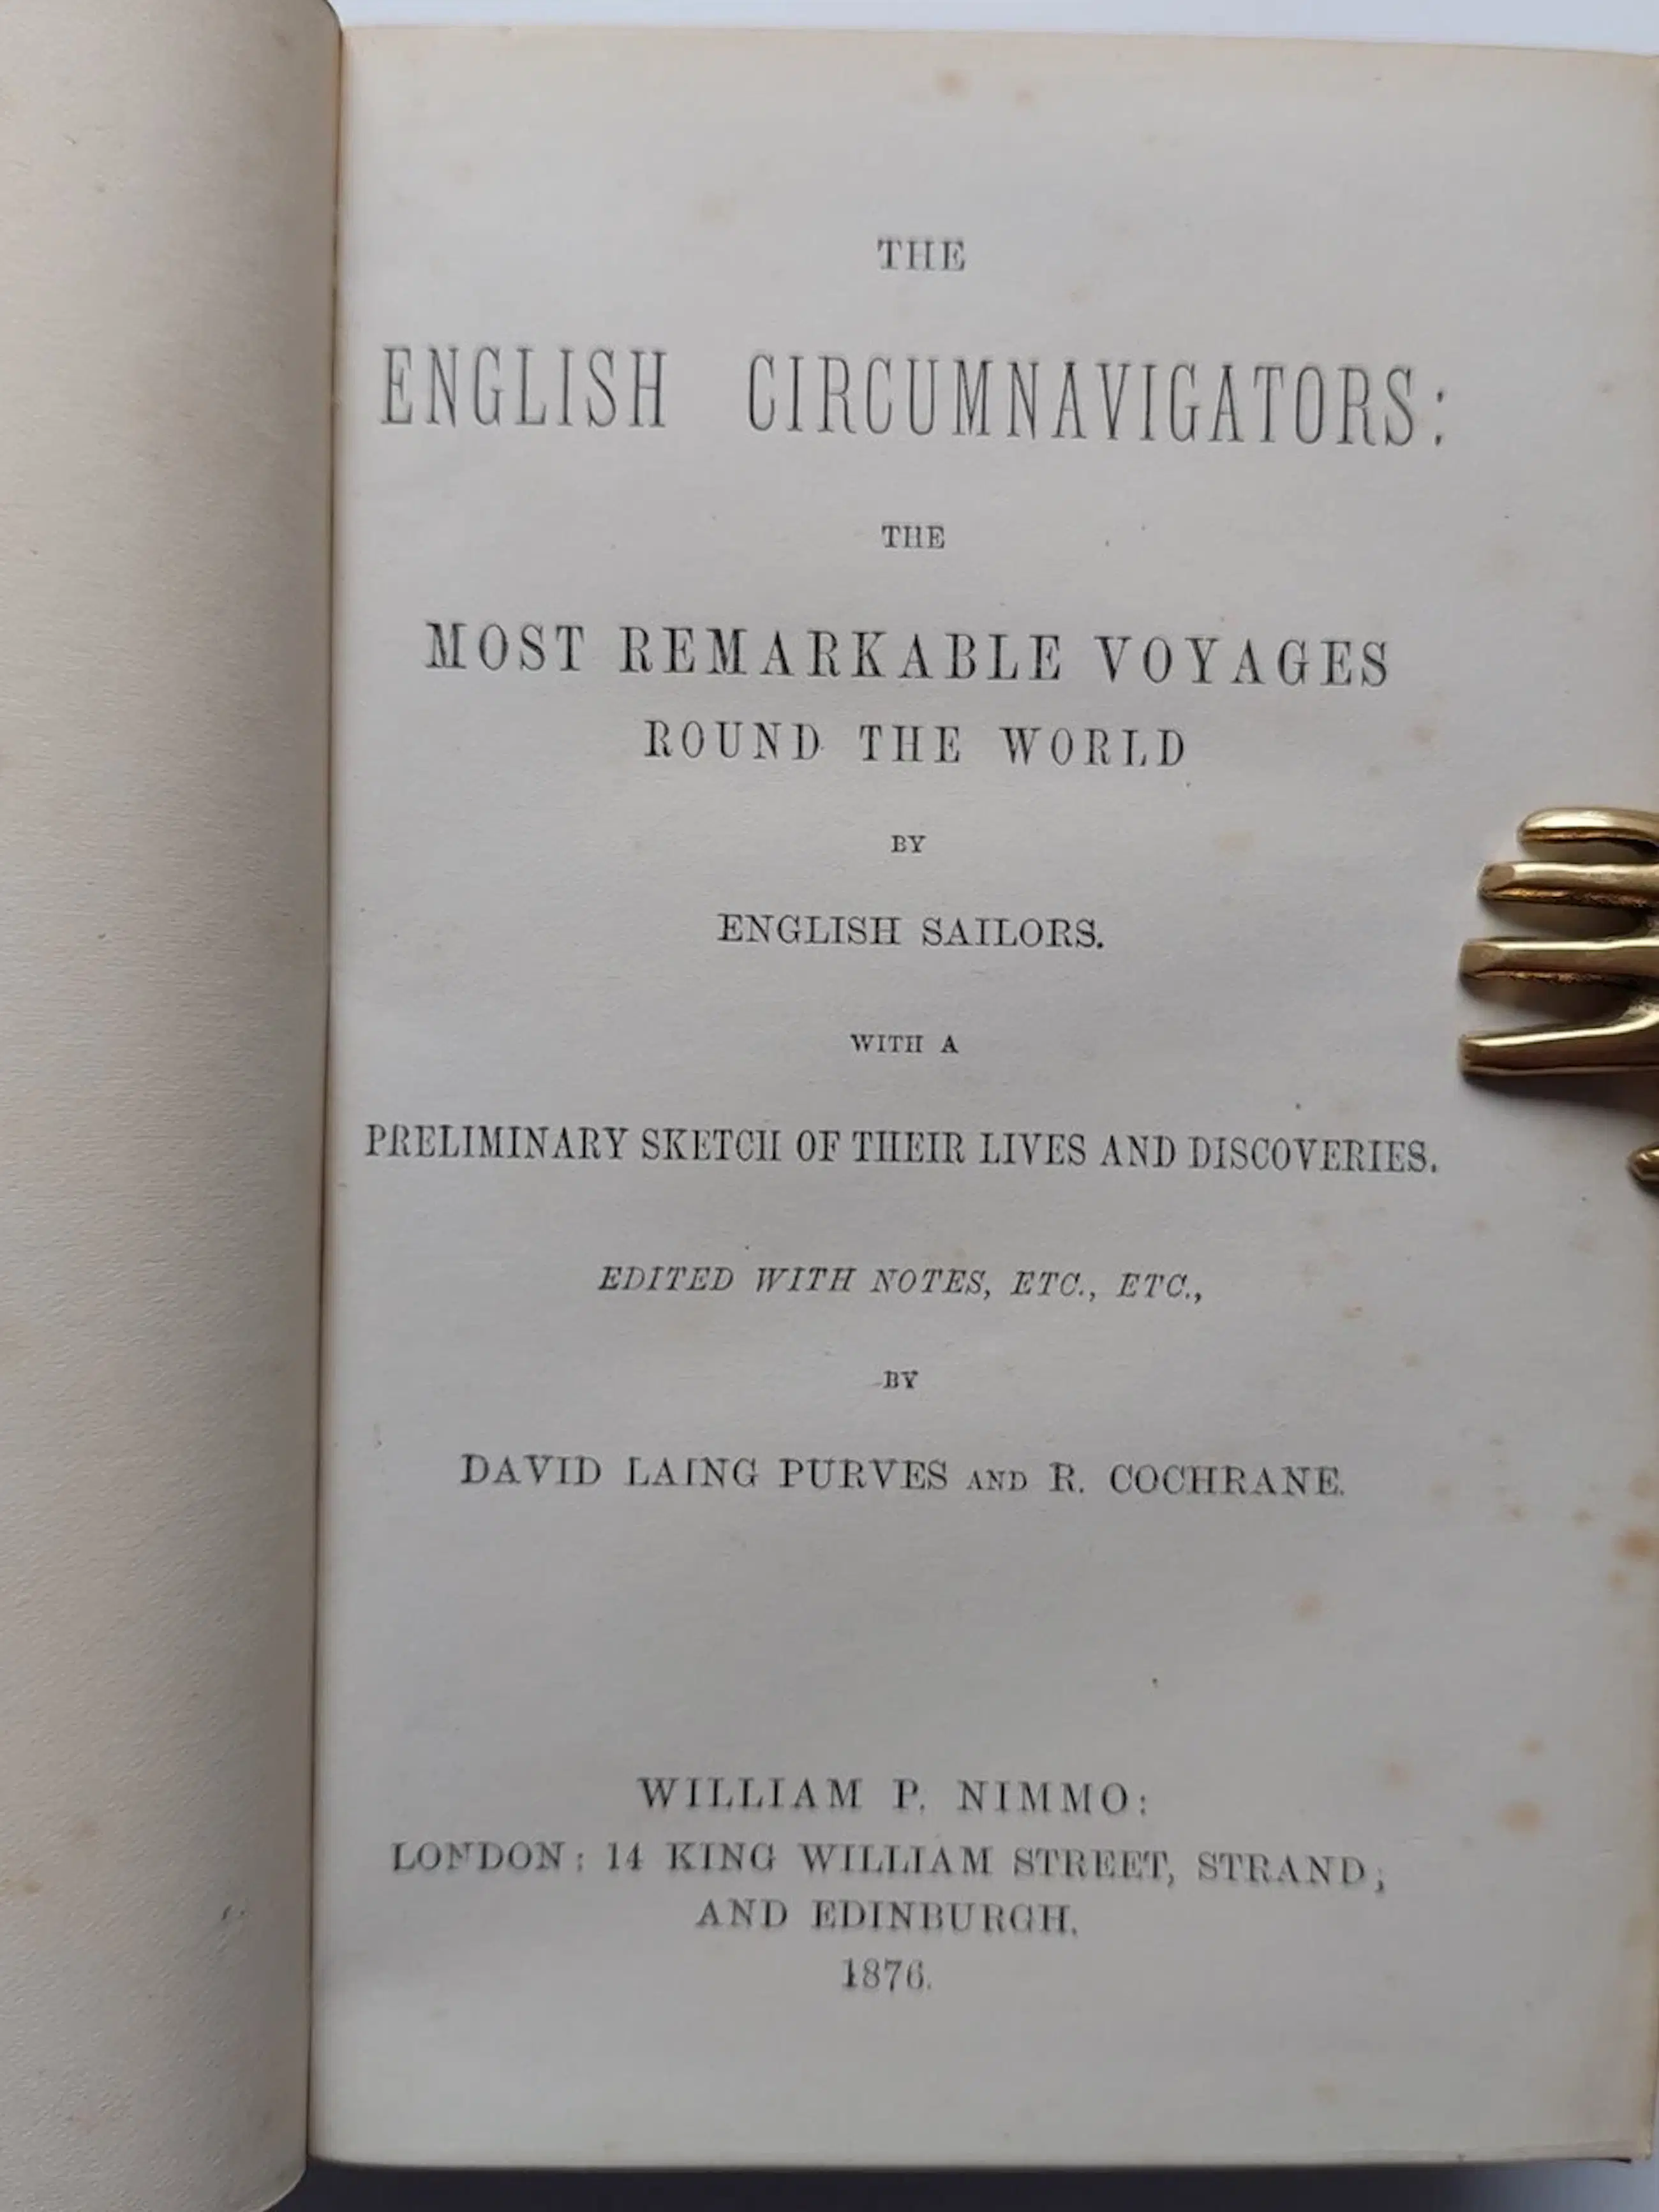 THE
ENGLISH CIRCUMNAVIGATORS:
THE
MOST REMARKABLE VOYAGES
ROUND THE WORLD
BY
ENGLISH SAILORS.
WITH A
PRELIMINARY SKETCH OF THEIR LIVES AND DISCOVERIES.
EDITED WITH NOTES, ETC., ETC.,
BY
DAVID LAING PURVES AND R. COCHRANE.
WILLIAM P. NIMMO:
LONDON: 14 KING WILLIAM STREET, STRAND;
AND EDINBURGH.
1876.